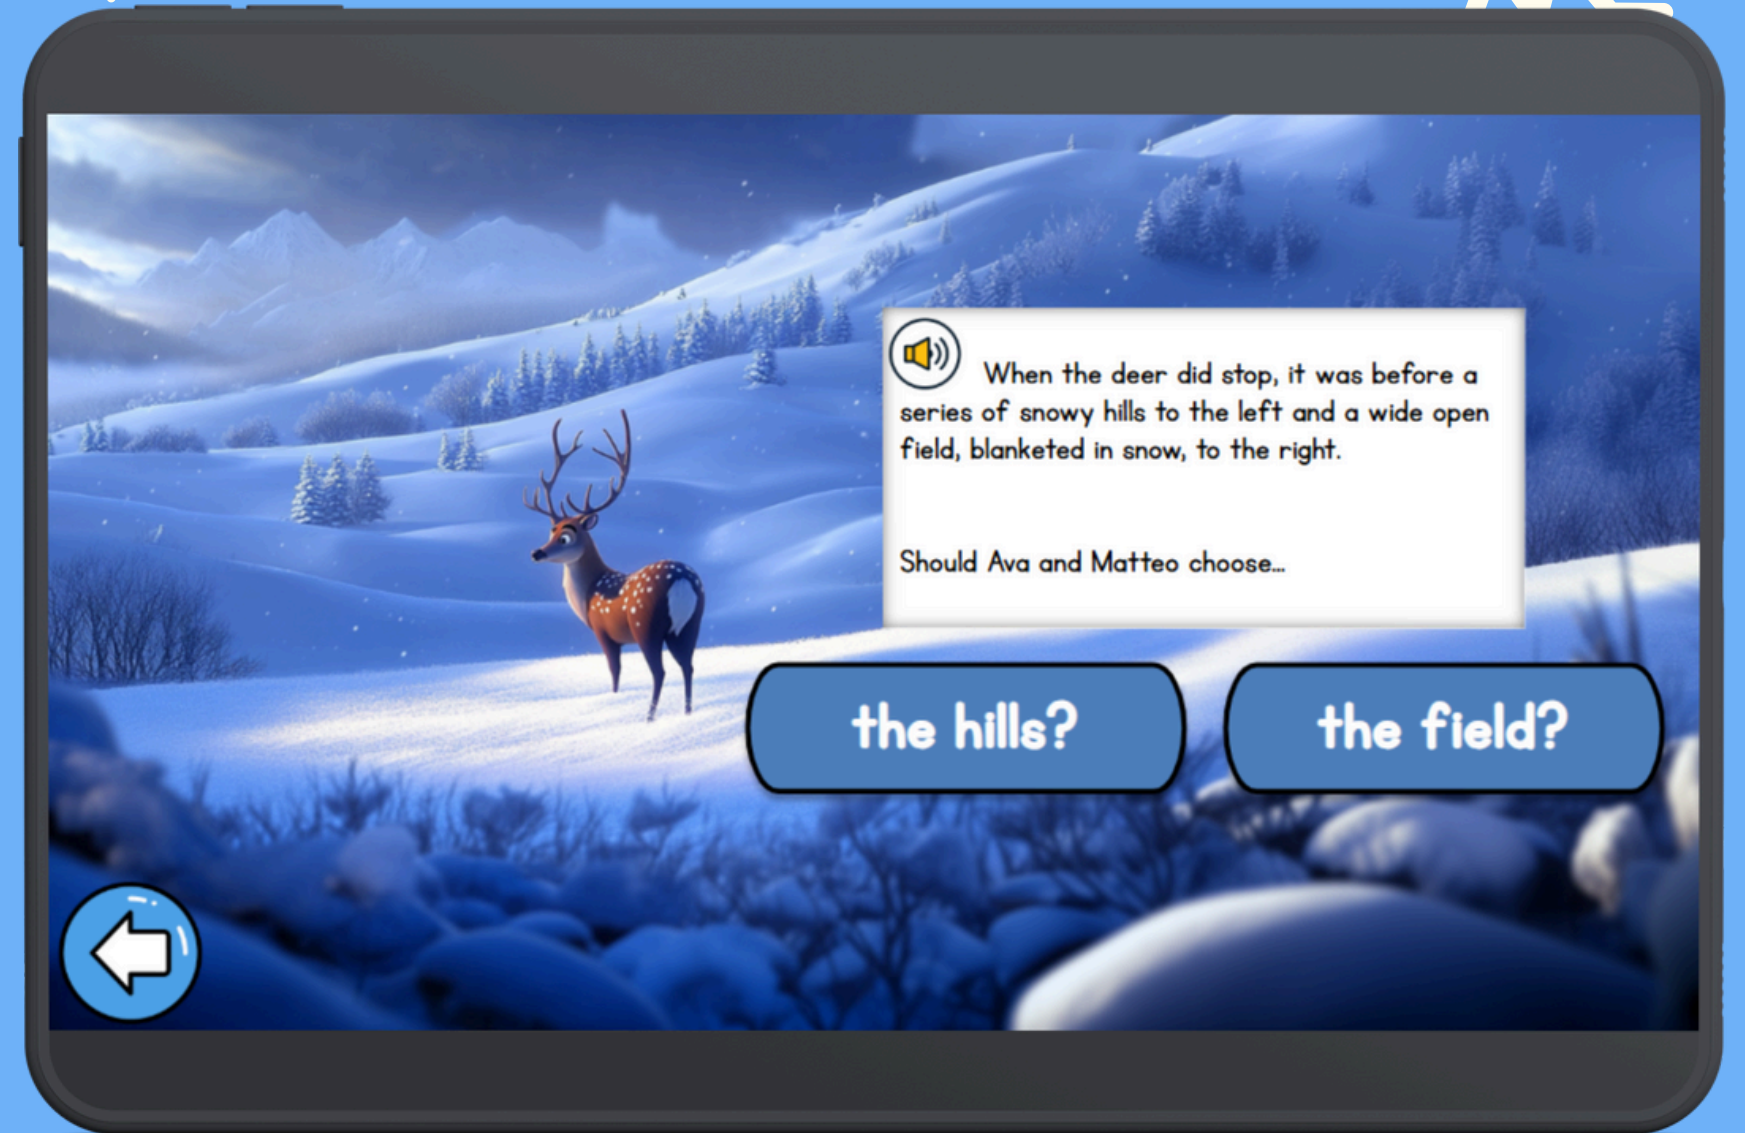 When the deer did stop, it was before a
series of snowy hills to the left and a wide open
field, blanketed in snow, to the right.
Should Ava and Matteo choose...
the hills?
the field?